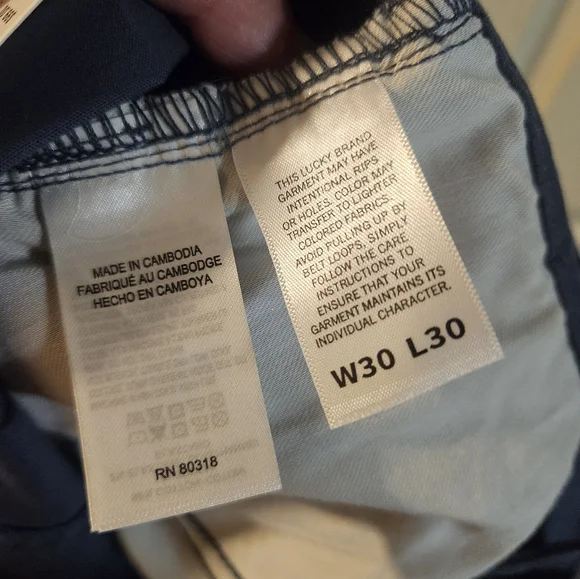 MADE IN CAMBODIA
FABRIQUÉ AU CAMBODGE
HECHO EN CAMBOYA
RN 80318
THIS LUCKY BRAND
GARMENT MAY HAVE
INTENTIONAL RIPS
OR HOLES. COLOR MAY
TRANSFER TO LIGHTER
COLORED FABRICS.
AVOID PULLING UP BY
BELT LOOPS, SIMPLY
FOLLOW THE CARE
INSTRUCTIONS TO
ENSURE THAT YOUR
GARMENT MAINTAINS ITS
INDIVIDUAL CHARACTER.
W30 L30